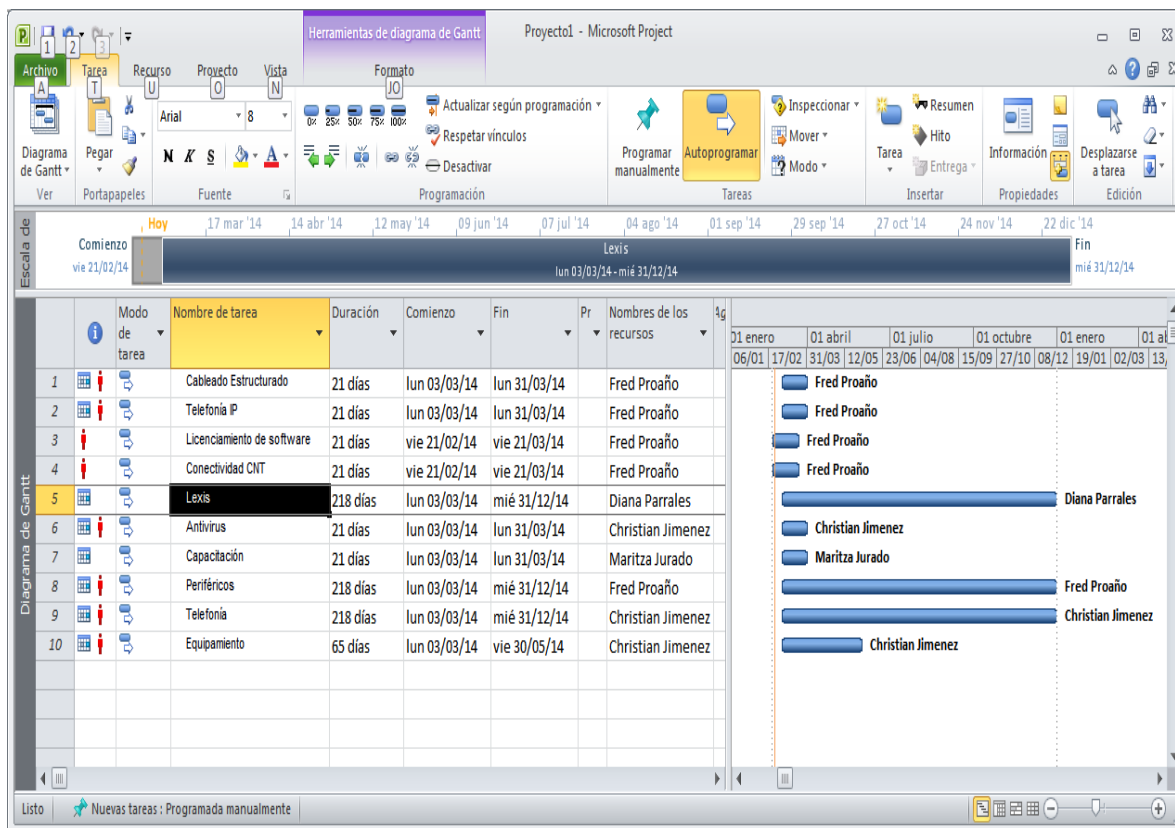 Herramientas de diagrama de Gantt Proyecto1 - Microsoft Project
1 2 3
Archivo Tarea Recurso Proyecto Vista Formato
A T U O N JO
Diagrama de Gantt
Ver
Pegar
Portapapeles
Arial 8
N K S A
Fuente
0% 25% 50% 75% 100%
Actualizar según programación
Respetar vínculos
Desactivar
Programación
Programar manualmente
Autoprogramar
Inspeccionar
Mover
Modo
Tareas
Tarea
Resumen
Hito
Entrega
Insertar
Información
Propiedades
Desplazarse a tarea
Edición
Escala de
Hoy 17 mar '14 14 abr '14 12 may '14 09 jun '14 07 jul '14 04 ago '14 01 sep '14 29 sep '14 27 oct '14 24 nov '14 22 dic '14
Comienzo
vie 21/02/14
Lexis
lun 03/03/14 - mié 31/12/14
Fin
mié 31/12/14
Diagrama de Gantt
Modo de tarea Nombre de tarea Duración Comienzo Fin Pr Nombres de los recursos Ag
01 enero 01 abril 01 julio 01 octubre 01 enero 01 ab
06/01 17/02 31/03 12/05 23/06 04/08 15/09 27/10 08/12 19/01 02/03 13/
1 Cableado Estructurado 21 días lun 03/03/14 lun 31/03/14 Fred Proaño Fred Proaño
2 Telefonía IP 21 días lun 03/03/14 lun 31/03/14 Fred Proaño Fred Proaño
3 Licenciamiento de software 21 días vie 21/02/14 vie 21/03/14 Fred Proaño Fred Proaño
4 Conectividad CNT 21 días vie 21/02/14 vie 21/03/14 Fred Proaño Fred Proaño
5 Lexis 218 días lun 03/03/14 mié 31/12/14 Diana Parrales Diana Parrales
6 Antivirus 21 días lun 03/03/14 lun 31/03/14 Christian Jimenez Christian Jimenez
7 Capacitación 21 días lun 03/03/14 lun 31/03/14 Maritza Jurado Maritza Jurado
8 Periféricos 218 días lun 03/03/14 mié 31/12/14 Fred Proaño Fred Proaño
9 Telefonía 218 días lun 03/03/14 mié 31/12/14 Christian Jimenez Christian Jimenez
10 Equipamiento 65 días lun 03/03/14 vie 30/05/14 Christian Jimenez Christian Jimenez
Listo Nuevas tareas : Programada manualmente